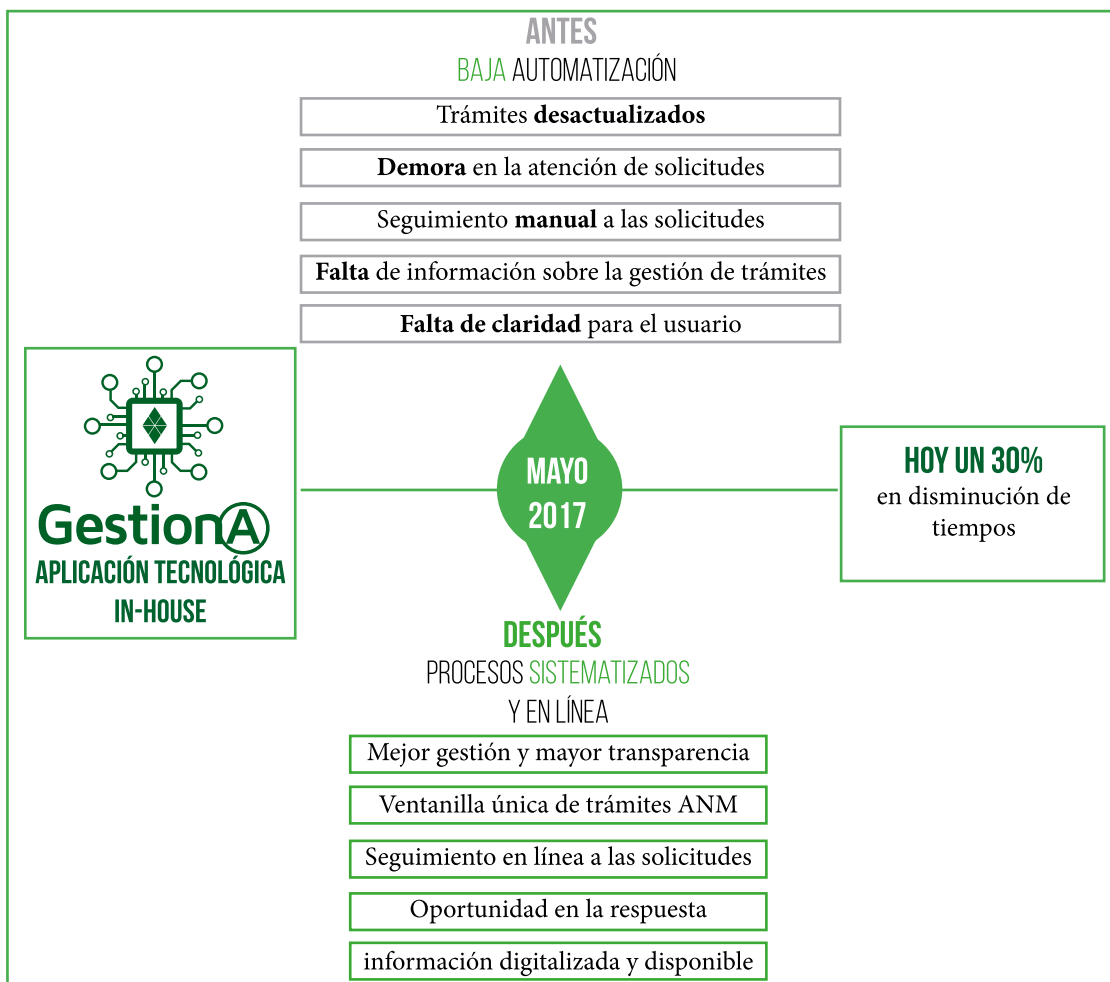 ANTES
BAJA AUTOMATIZACIÓN
Trámites desactualizados
Demora en la atención de solicitudes
Seguimiento manual a las solicitudes
Falta de información sobre la gestión de trámites
Falta de claridad para el usuario
GestionA
APLICACIÓN TECNOLÓGICA
IN-HOUSE
MAYO
2017
HOY UN 30%
en disminución de
tiempos
DESPUÉS
PROCESOS SISTEMATIZADOS
Y EN LÍNEA
Mejor gestión y mayor transparencia
Ventanilla única de trámites ANM
Seguimiento en línea a las solicitudes
Oportunidad en la respuesta
información digitalizada y disponible